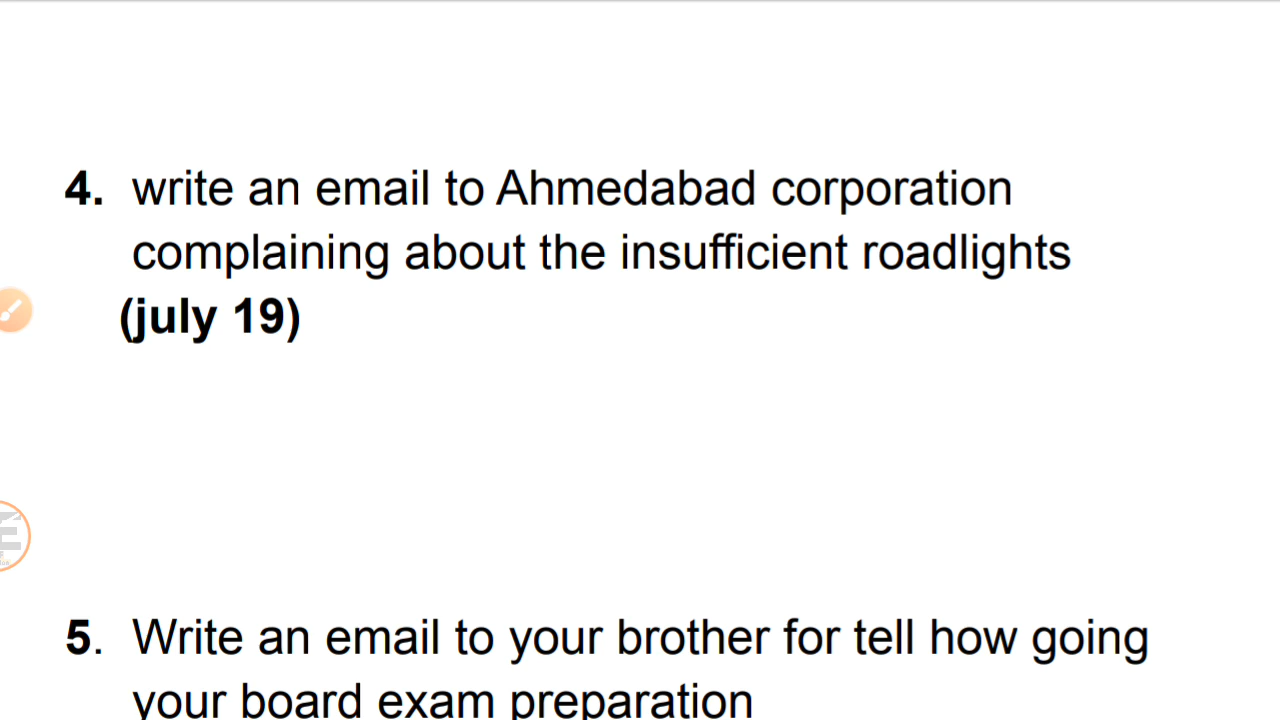 4. write an email to Ahmedabad corporation
complaining about the insufficient roadlights
(july 19)
5. Write an email to your brother for tell how going
your board exam preparation